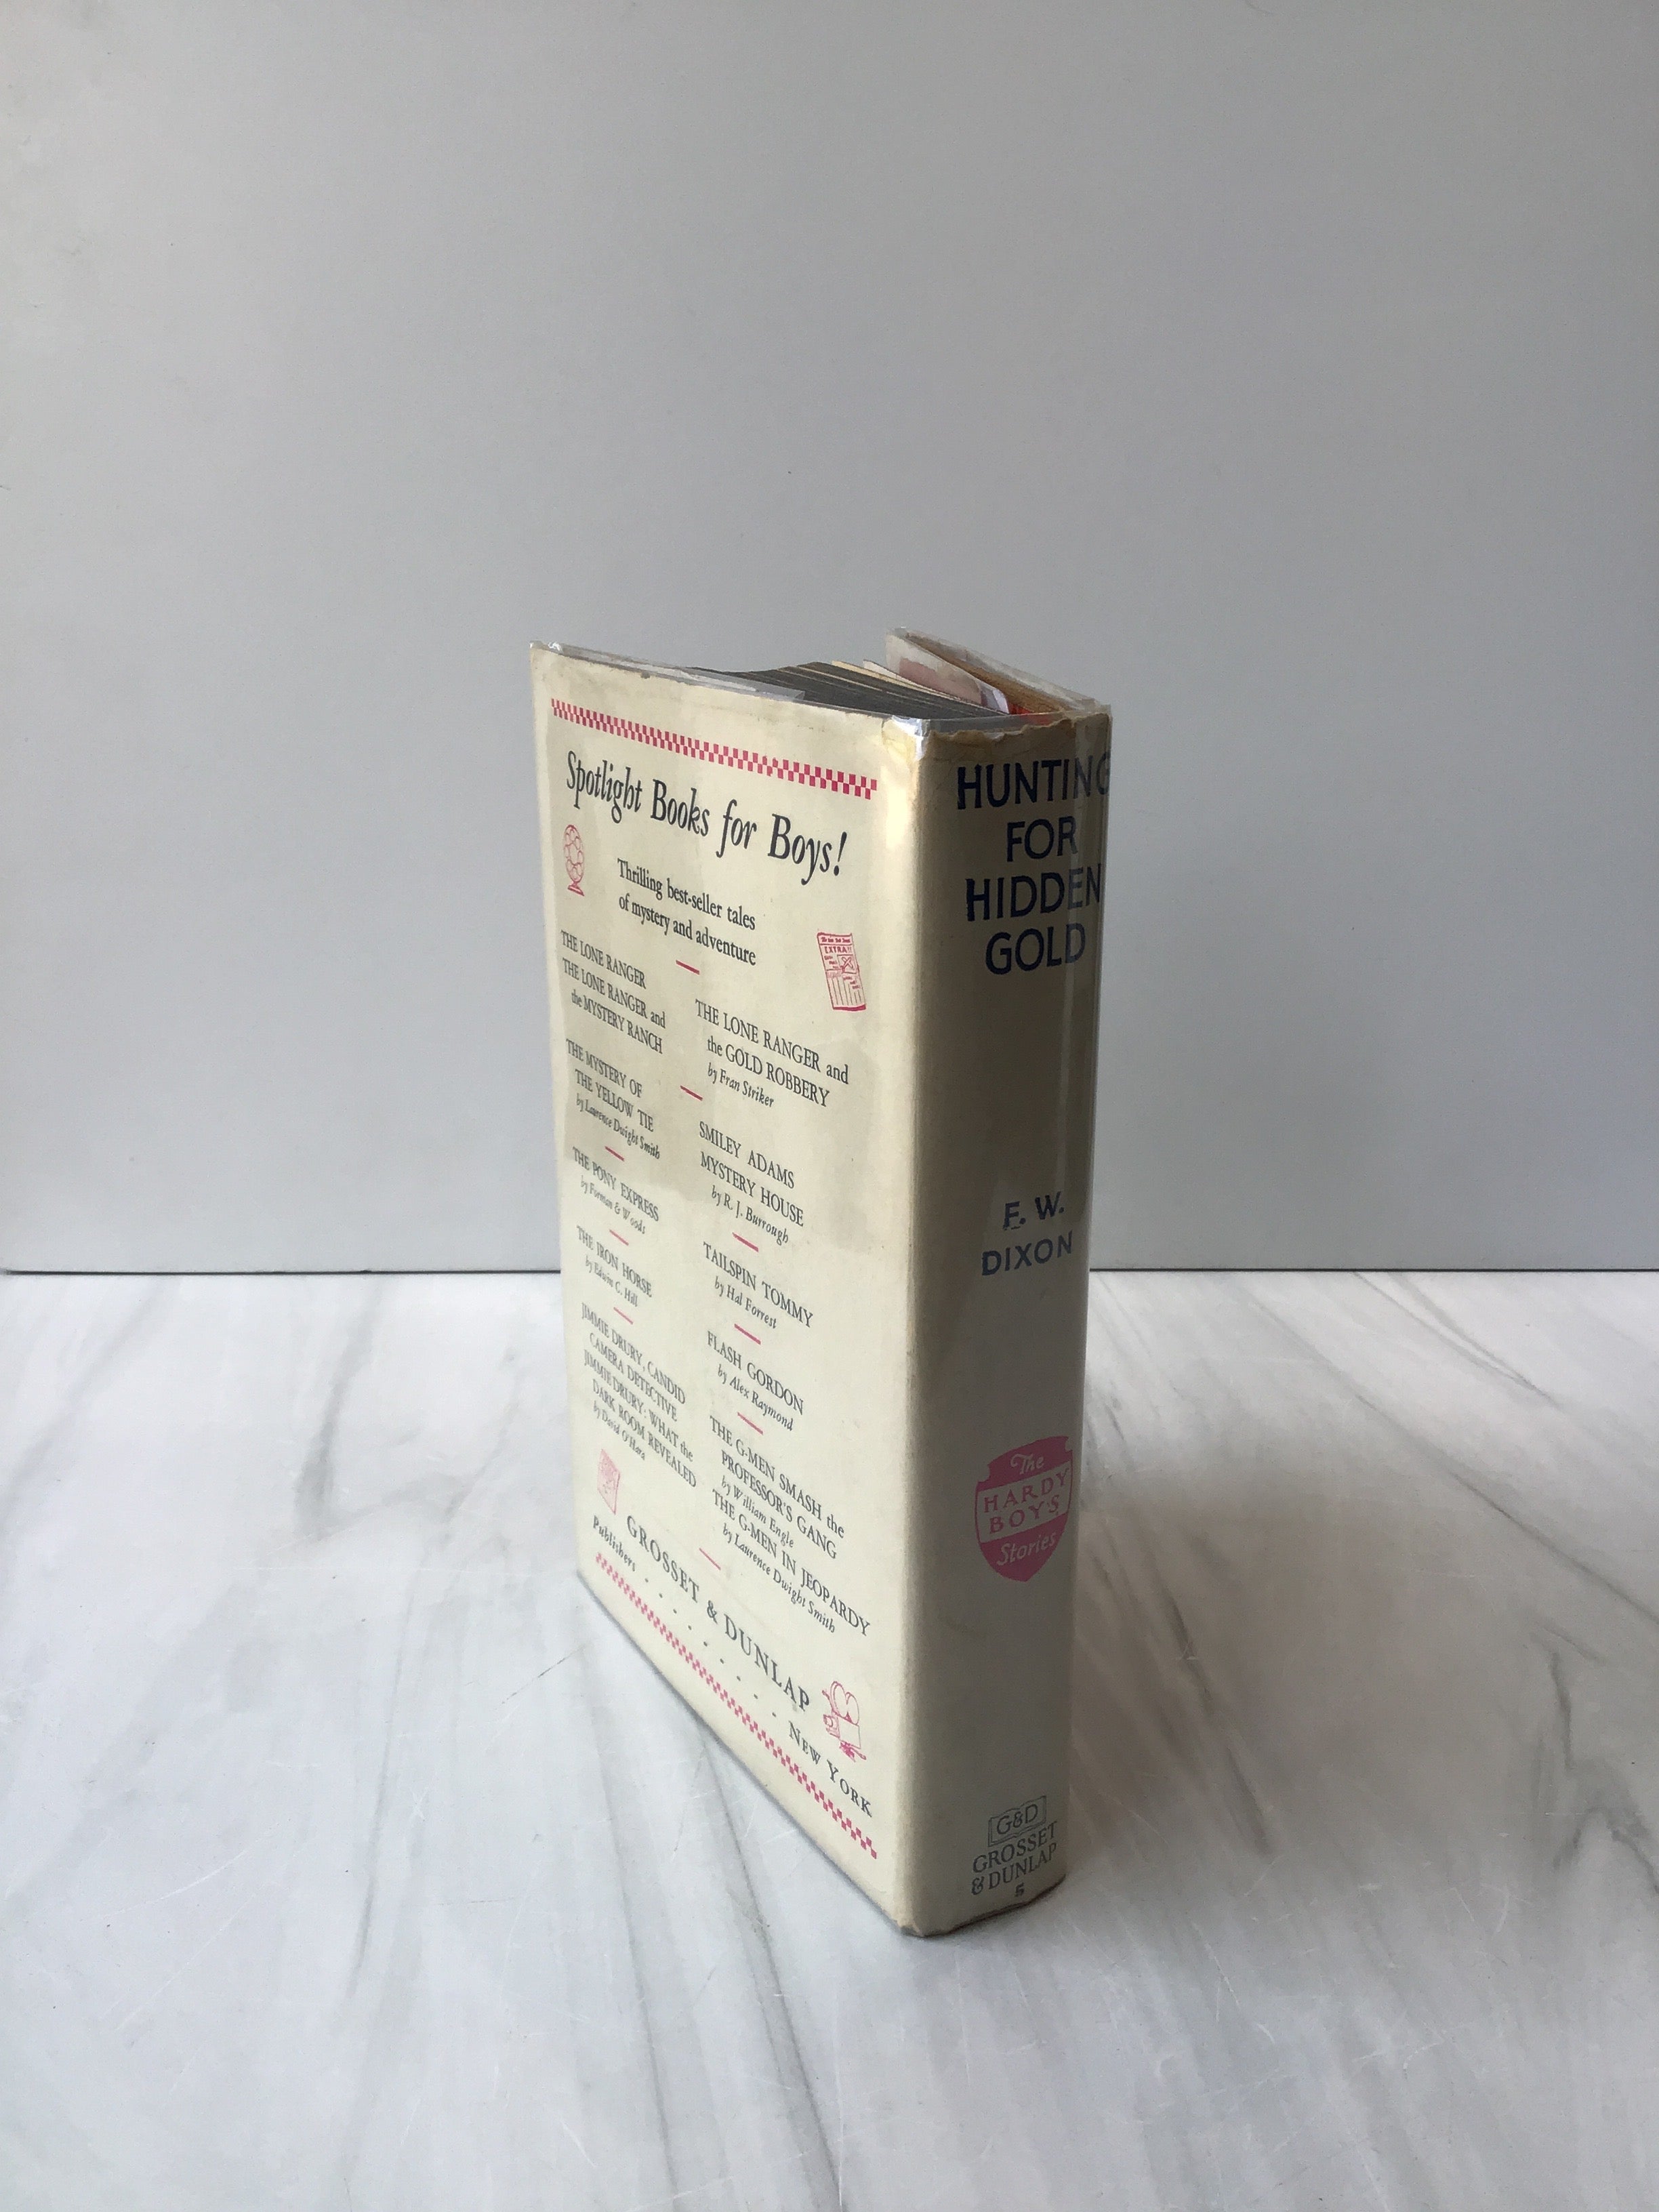 Spotlight Books for Boys!
Thrilling best-seller tales
of mystery and adventure
EXTRA!!
THE LONE RANGER
THE LONE RANGER and
the MYSTERY RANCH
THE MYSTERY OF
THE YELLOW TIE
by Laurence Dwight Smith
THE PONY EXPRESS
by Forman & Woods
THE IRON HORSE
by Edwin C. Hill
JIMMIE DRURY, CANDID
CAMERA DETECTIVE
JIMMIE DRURY: WHAT the
DARK ROOM REVEALED
by David O'Hara
THE LONE RANGER and
the GOLD ROBBERY
by Fran Striker
SMILEY ADAMS
MYSTERY HOUSE
by R. J. Burrough
TAILSPIN TOMMY
by Hal Forrest
FLASH GORDON
by Alex Raymond
THE G-MEN SMASH the
PROFESSOR'S GANG
by William Engle
THE G-MEN IN JEOPARDY
by Laurence Dwight Smith
GROSSET & DUNLAP
Publishers . . . . . . . . NEW YORK
HUNTING
FOR
HIDDEN
GOLD
F. W.
DIXON
The
HARDY
BOYS
Stories
G&D
GROSSET
& DUNLAP
5